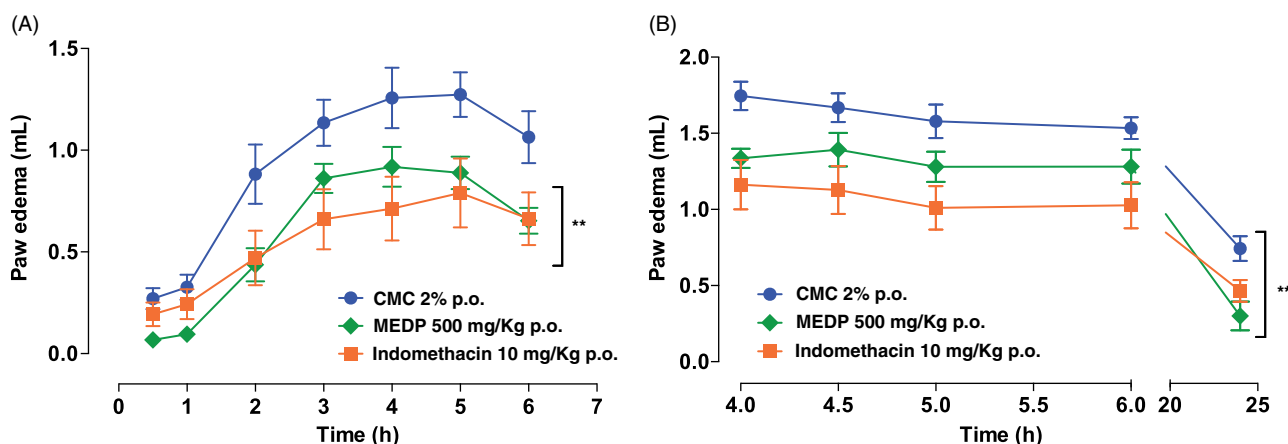 (A)
Paw edema (mL)
1.5
1.0
0.5
0.0
0 1 2 3 4 5 6 7
Time (h)
CMC 2% p.o.
MEDP 500 mg/Kg p.o.
Indomethacin 10 mg/Kg p.o.
**
(B)
Paw edema (mL)
2.0
1.5
1.0
0.5
0.0
4.0 4.5 5.0 5.5 6.0 20 25
Time (h)
CMC 2% p.o.
MEDP 500 mg/Kg p.o.
Indomethacin 10 mg/Kg p.o.
**